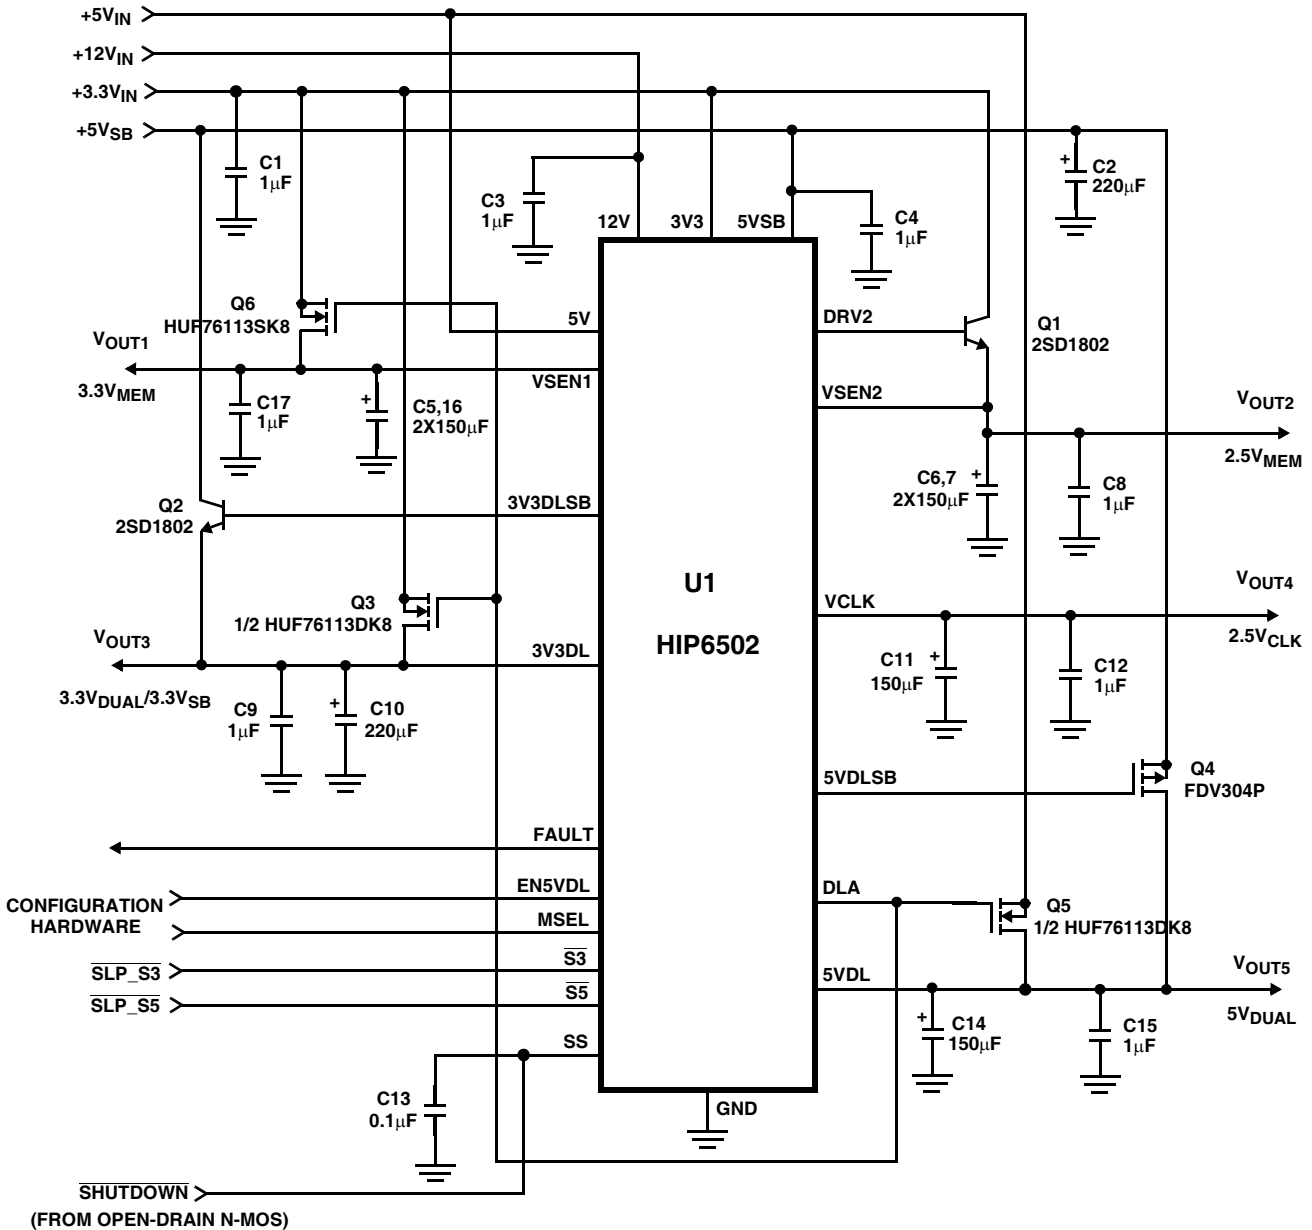 +5VIN
+12VIN
+3.3VIN
+5VSB
C1
1µF
C3
1µF
12V
3V3
5VSB
C4
1µF
+
C2
220µF
Q6
HUF76113SK8
5V
DRV2
Q1
2SD1802
VOUT1
3.3VMEM
VSEN1
VSEN2
C17
1µF
+
C5,16
2X150µF
VOUT2
2.5VMEM
C6,7
2X150µF
+
C8
1µF
Q2
2SD1802
3V3DLSB
U1
HIP6502
Q3
1/2 HUF76113DK8
VCLK
VOUT4
2.5VCLK
VOUT3
3.3VDUAL/3.3VSB
3V3DL
C11
150µF
+
C12
1µF
C9
1µF
+
C10
220µF
5VDLSB
Q4
FDV304P
FAULT
CONFIGURATION
HARDWARE
EN5VDL
MSEL
DLA
Q5
1/2 HUF76113DK8
SLP_S3
S3
SLP_S5
S5
5VDL
VOUT5
5VDUAL
+
C14
150µF
C15
1µF
SS
C13
0.1µF
GND
SHUTDOWN
(FROM OPEN-DRAIN N-MOS)